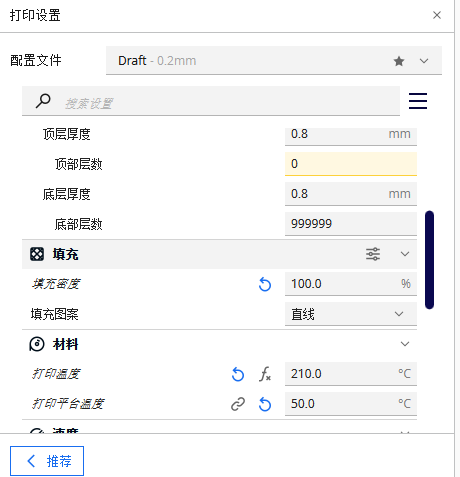 打印设置
配置文件 Draft - 0.2mm
搜索设置
顶层厚度 0.8 mm
顶部层数 0
底层厚度 0.8 mm
底部层数 999999
填充
填充密度 100.0 %
填充图案 直线
材料
打印温度 210.0 °C
打印平台温度 50.0 °C
速度
推荐